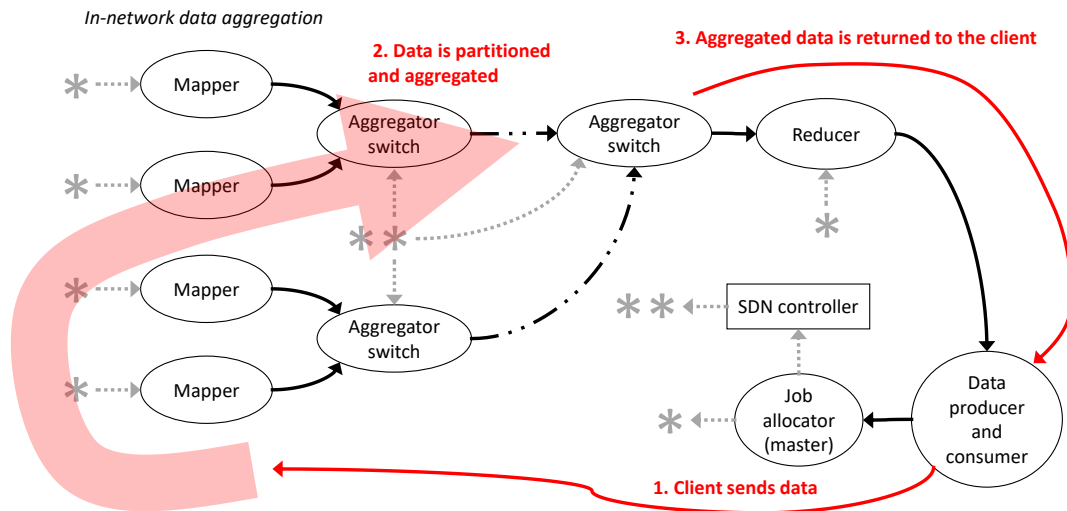 In-network data aggregation
2. Data is partitioned
and aggregated
3. Aggregated data is returned to the client
Mapper
Mapper
Mapper
Mapper
Aggregator
switch
Aggregator
switch
Aggregator
switch
Reducer
*
*
*
*
* *
*
* *
*
SDN controller
Job
allocator
(master)
Data
producer
and
consumer
1. Client sends data